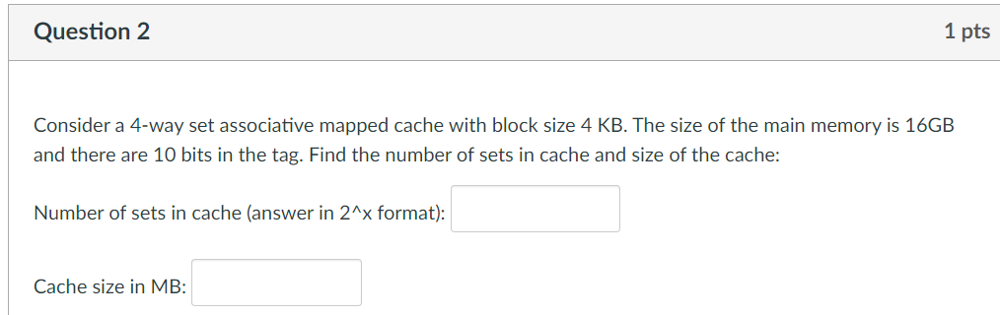 Question 2
1 pts
Consider a 4-way set associative mapped cache with block size 4 KB. The size of the main memory is 16GB
and there are 10 bits in the tag. Find the number of sets in cache and size of the cache:
Number of sets in cache (answer in 2^x format):
Cache size in MB: